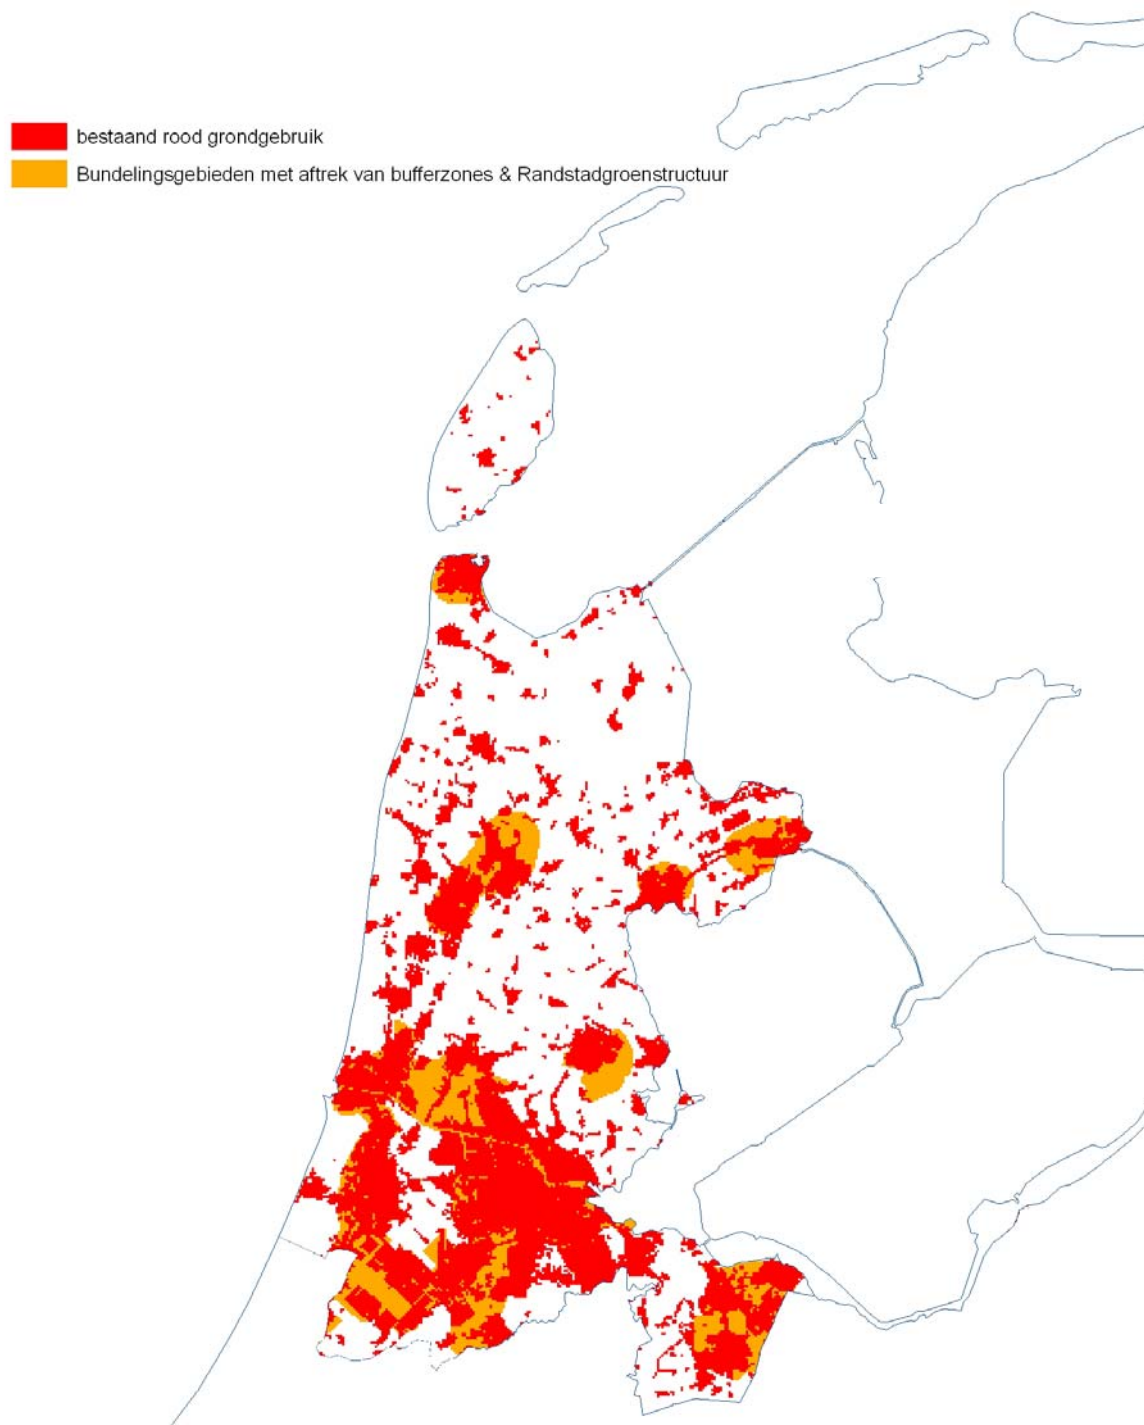 bestaand rood grondgebruik
Bundelingsgebieden met aftrek van bufferzones & Randstadgroenstructuur